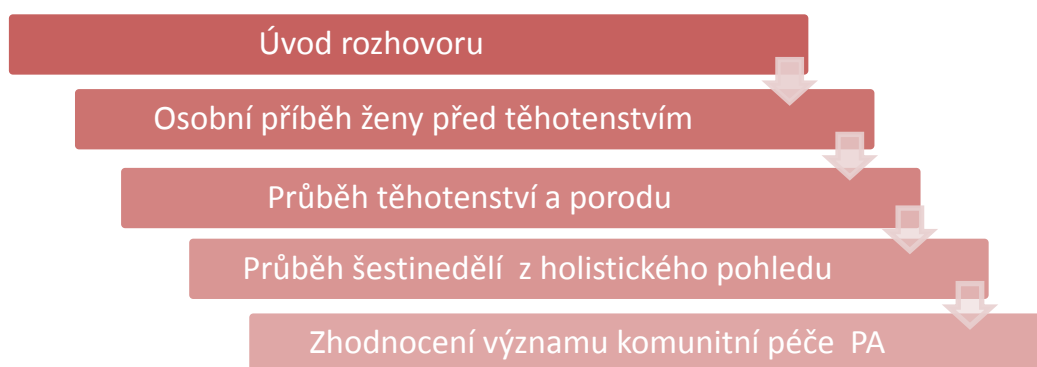 Úvod rozhovoru
Osobní příběh ženy před těhotenstvím
Průběh těhotenství a porodu
Průběh šestinedělí z holistického pohledu
Zhodnocení významu komunitní péče PA